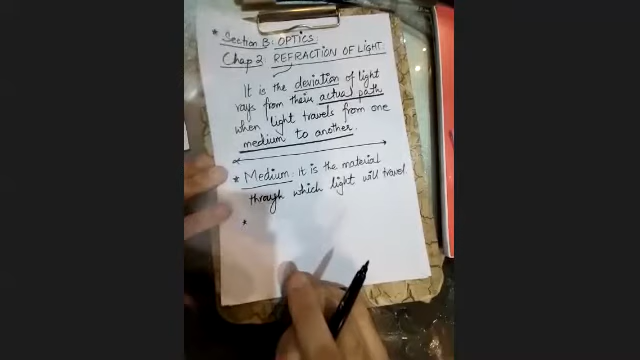 * Section B: OPTICS.
Chap 2 REFRACTION OF LIGHT
It is the deviation of light
rays from their actual path
when light travels from one
medium to another.
* Medium: It is the material
through which light will travel
*